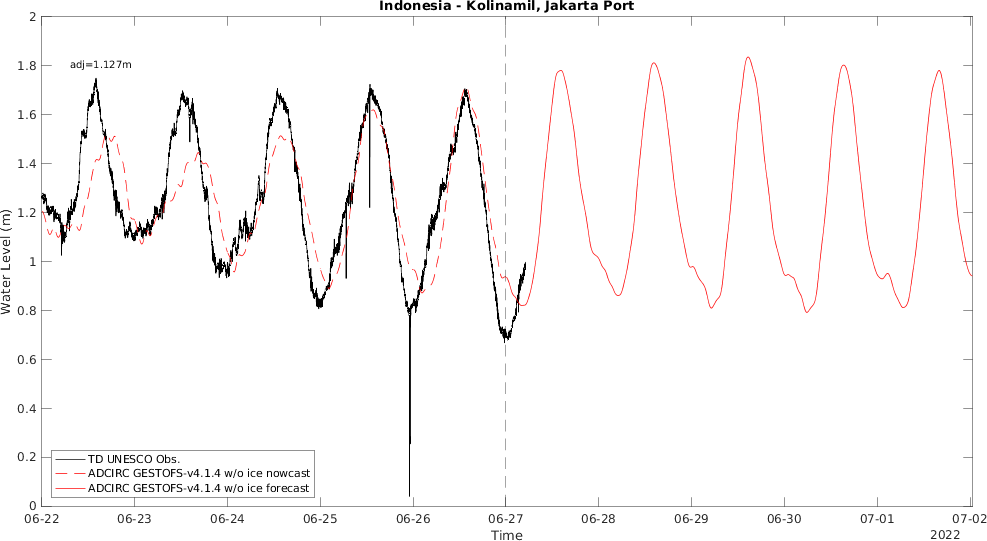 Indonesia - Kolinamil, Jakarta Port
2
1.8
1.6
1.4
1.2
1
0.8
0.6
0.4
0.2
0
Water Level (m)
adj=1.127m
TD UNESCO Obs.
ADCIRC GESTOFS-v4.1.4 w/o ice nowcast
ADCIRC GESTOFS-v4.1.4 w/o ice forecast
06-22 06-23 06-24 06-25 06-26 06-27 06-28 06-29 06-30 07-01 07-02
Time
2022